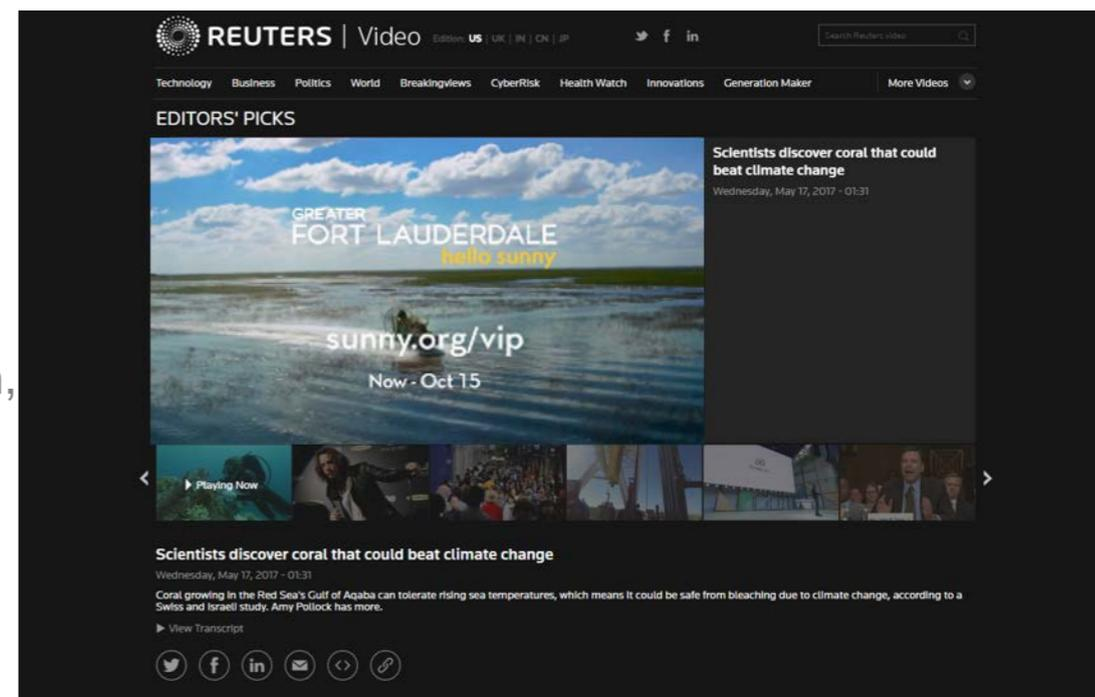 REUTERS | Video Edition: US | UK | IN | CN | JP
Search Reuters video
Technology Business Politics World Breakingviews CyberRisk Health Watch Innovations Generation Maker More Videos
EDITORS' PICKS
GREATER
FORT LAUDERDALE
hello sunny
sunny.org/vip
Now - Oct 15
Scientists discover coral that could
beat climate change
Wednesday, May 17, 2017 - 01:31
Playing Now
Scientists discover coral that could beat climate change
Wednesday, May 17, 2017 - 01:31
Coral growing in the Red Sea's Gulf of Aqaba can tolerate rising sea temperatures, which means it could be safe from bleaching due to climate change, according to a
Swiss and Israeli study. Amy Pollock has more.
View Transcript